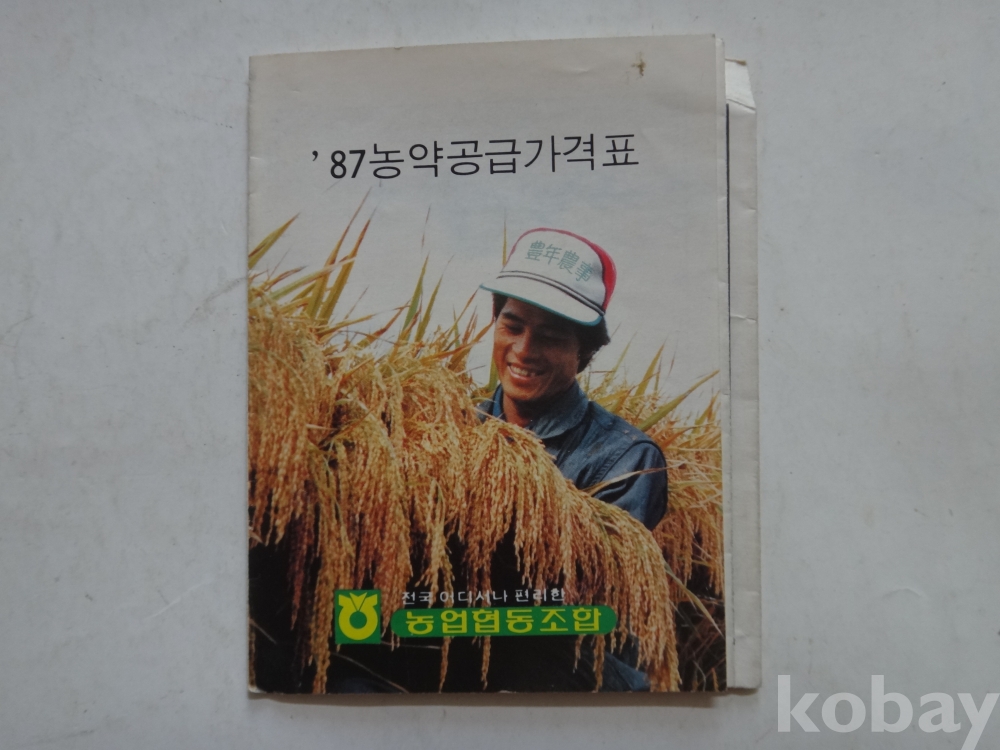 '87농약공급가격표
豊年農事
전국 어디서나 편리한
농업협동조합
kobay